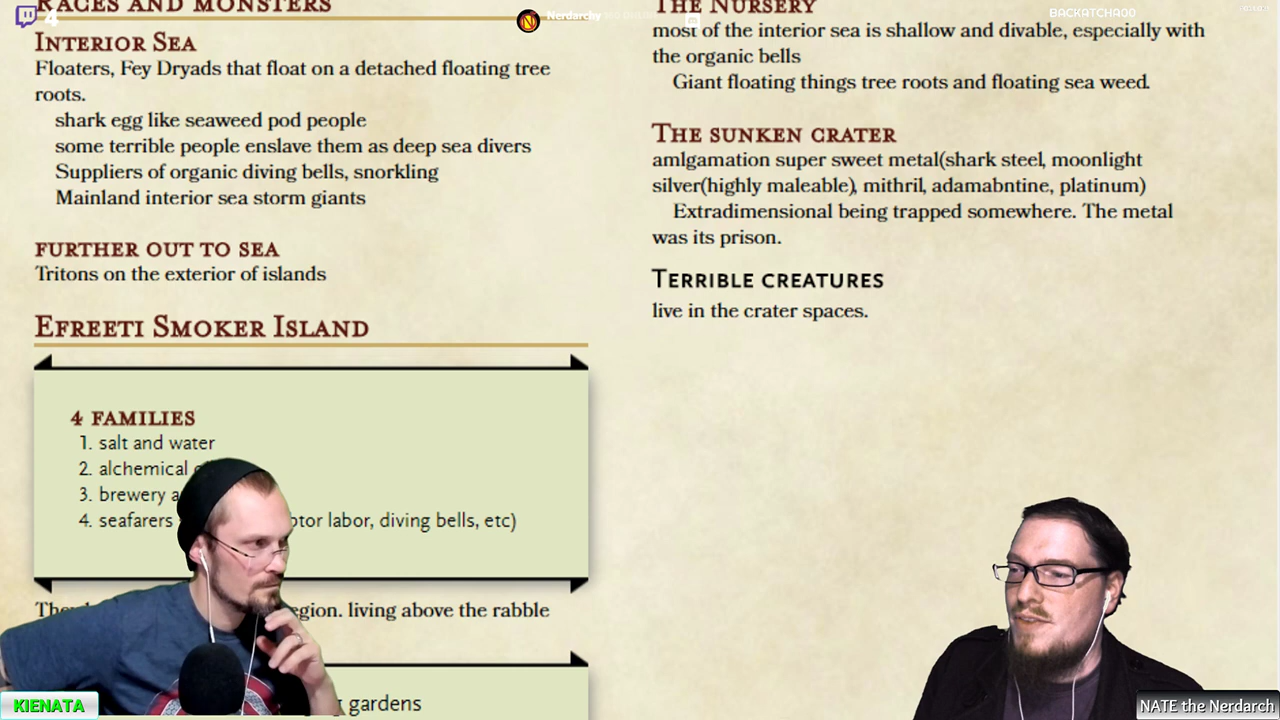 4
Nerdarchy
BACKATCHA00
Races and Monsters
Interior Sea
Floaters, Fey Dryads that float on a detached floating tree
roots.
shark egg like seaweed pod people
some terrible people enslave them as deep sea divers
Suppliers of organic diving bells, snorkling
Mainland interior sea storm giants
further out to sea
Tritons on the exterior of islands
Efreeti Smoker Island
4 families
1. salt and water
2. alchemical
3. brewery
4. seafarers labor, diving bells, etc)
living above the rabble
gardens
The Nursery
most of the interior sea is shallow and divable, especially with
the organic bells
Giant floating things tree roots and floating sea weed.
The sunken crater
amlgamation super sweet metal(shark steel, moonlight
silver(highly maleable), mithril, adamabntine, platinum)
Extradimensional being trapped somewhere. The metal
was its prison.
Terrible creatures
live in the crater spaces.
KIENATA
NATE the Nerdarch